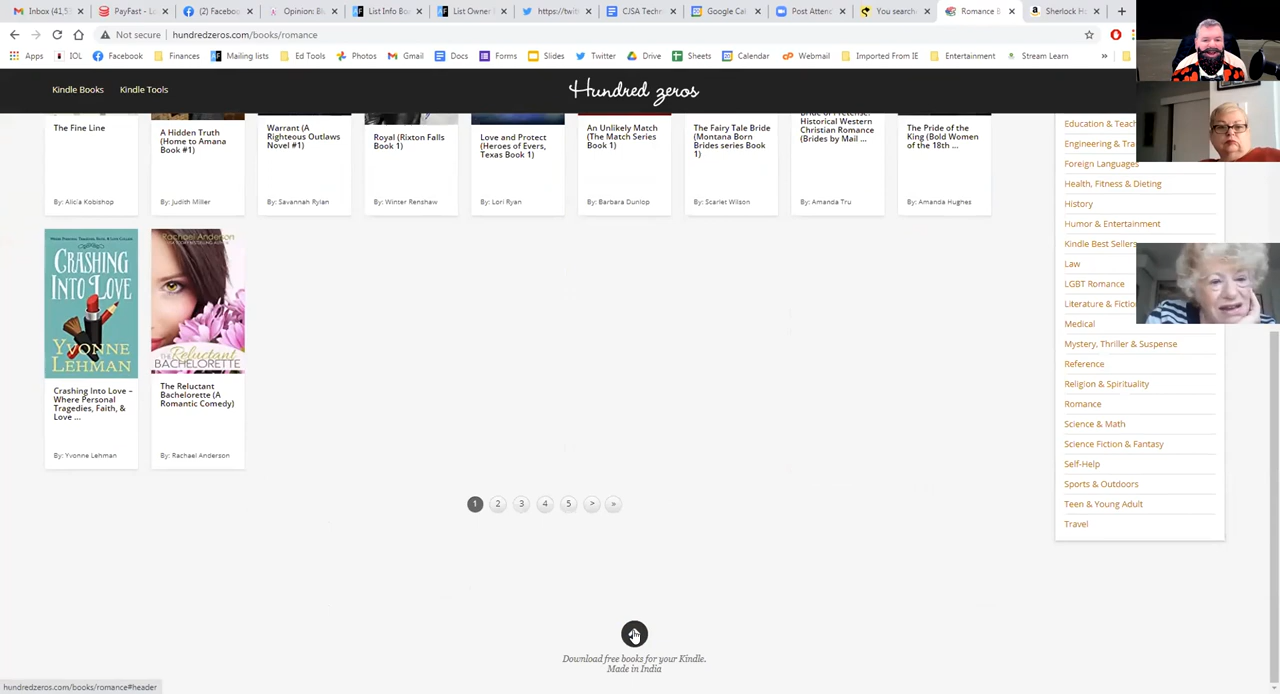 Inbox (41,5
PayFast - L
(2) Faceboo
Opinion: Bl
List Info Bo
List Owner
https://twit
CJSA Tech
Google Cal
Post Attend
You search
Romance B
Sherlock H
Not secure
hundredzeros.com/books/romance
Apps
IOL
Facebook
Finances
Mailing lists
Ed Tools
Photos
Gmail
Docs
Forms
Slides
Twitter
Drive
Sheets
Calendar
Webmail
Imported From IE
Entertainment
Stream Learn
Kindle Books
Kindle Tools
Hundred zeros
The Fine Line
By: Alicia Kobishop
A Hidden Truth
(Home to Amana
Book #1)
By: Judith Miller
Warrant (A
Righteous Outlaws
Novel #1)
By: Savannah Rylan
Royal (Rixton Falls
Book 1)
By: Winter Renshaw
Love and Protect
(Heroes of Evers,
Texas Book 1)
By: Lori Ryan
An Unlikely Match
(The Match Series
Book 1)
By: Barbara Dunlop
The Fairy Tale Bride
(Montana Born
Brides series Book
1)
By: Scarlet Wilson
Bride of Pretense:
Historical Western
Christian Romance
(Brides by Mail ...
By: Amanda Tru
The Pride of the
King (Bold Women
of the 18th ...
By: Amanda Hughes
CRASHING
INTO LOVE
YVONNE
LEHMAN
Crashing Into Love –
Where Personal
Tragedies, Faith, &
Love ...
By: Yvonne Lehman
Rachael Anderson
THE Reluctant
BACHELORETTE
The Reluctant
Bachelorette (A
Romantic Comedy)
By: Rachael Anderson
1 2 3 4 5 > »
Download free books for your Kindle.
Made in India
Education & Teach
Engineering & Tra
Foreign Languages
Health, Fitness & Dieting
History
Humor & Entertainment
Kindle Best Sellers
Law
LGBT Romance
Literature & Fictio
Medical
Mystery, Thriller & Suspense
Reference
Religion & Spirituality
Romance
Science & Math
Science Fiction & Fantasy
Self-Help
Sports & Outdoors
Teen & Young Adult
Travel
hundredzeros.com/books/romance#header